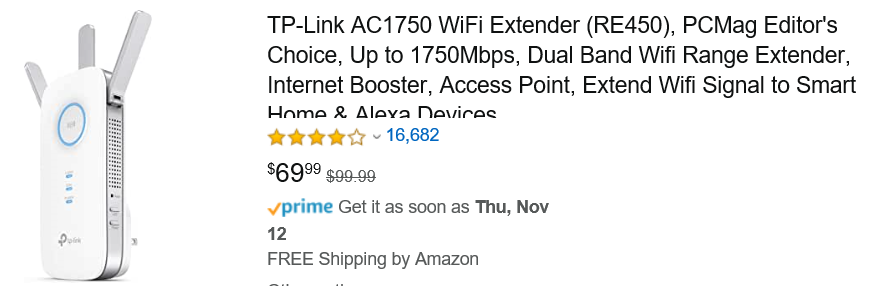 TP-Link AC1750 WiFi Extender (RE450), PCMag Editor's
Choice, Up to 1750Mbps, Dual Band Wifi Range Extender,
Internet Booster, Access Point, Extend Wifi Signal to Smart
Home & Alexa Devices
16,682
$6999 $99.99
prime Get it as soon as Thu, Nov
12
FREE Shipping by Amazon
tp-link